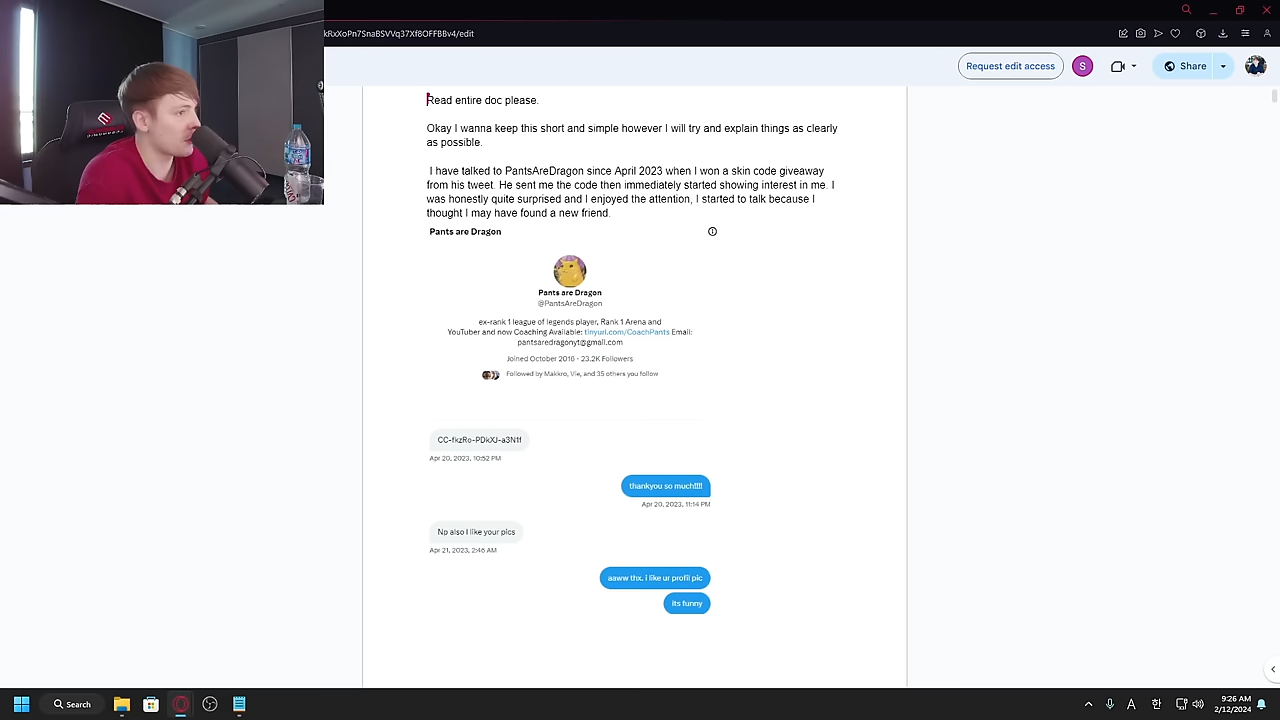 kRxXoPn7SnaBSVVq37Xf8OFFBBv4/edit
Request edit access
S
Share
Read entire doc please.
Okay I wanna keep this short and simple however I will try and explain things as clearly
as possible.
I have talked to PantsAreDragon since April 2023 when I won a skin code giveaway
from his tweet. He sent me the code then immediately started showing interest in me. I
was honestly quite surprised and I enjoyed the attention, I started to talk because I
thought I may have found a new friend.
Pants are Dragon
Pants are Dragon
@PantsAreDragon
ex-rank 1 league of legends player, Rank 1 Arena and
YouTuber and now Coaching Available: tinyurl.com/CoachPants Email:
pantsaredragonyt@gmail.com
Joined October 2016 · 23.2K Followers
Followed by Makkro, Vie, and 35 others you follow
CC-fkzRo-PDkXJ-a3N1f
Apr 20, 2023, 10:52 PM
thankyou so much!!!!
Apr 20, 2023, 11:14 PM
Np also I like your pics
Apr 21, 2023, 2:46 AM
aaww thx. i like ur profil pic
its funny
Search
A
9:26 AM
2/12/2024